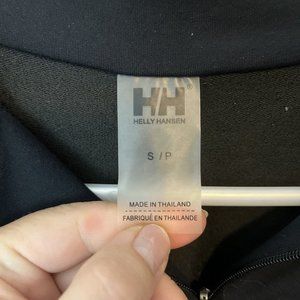 HH
HELLY HANSEN
S / P
MADE IN THAILAND
FABRIQUÉ EN THAILANDE